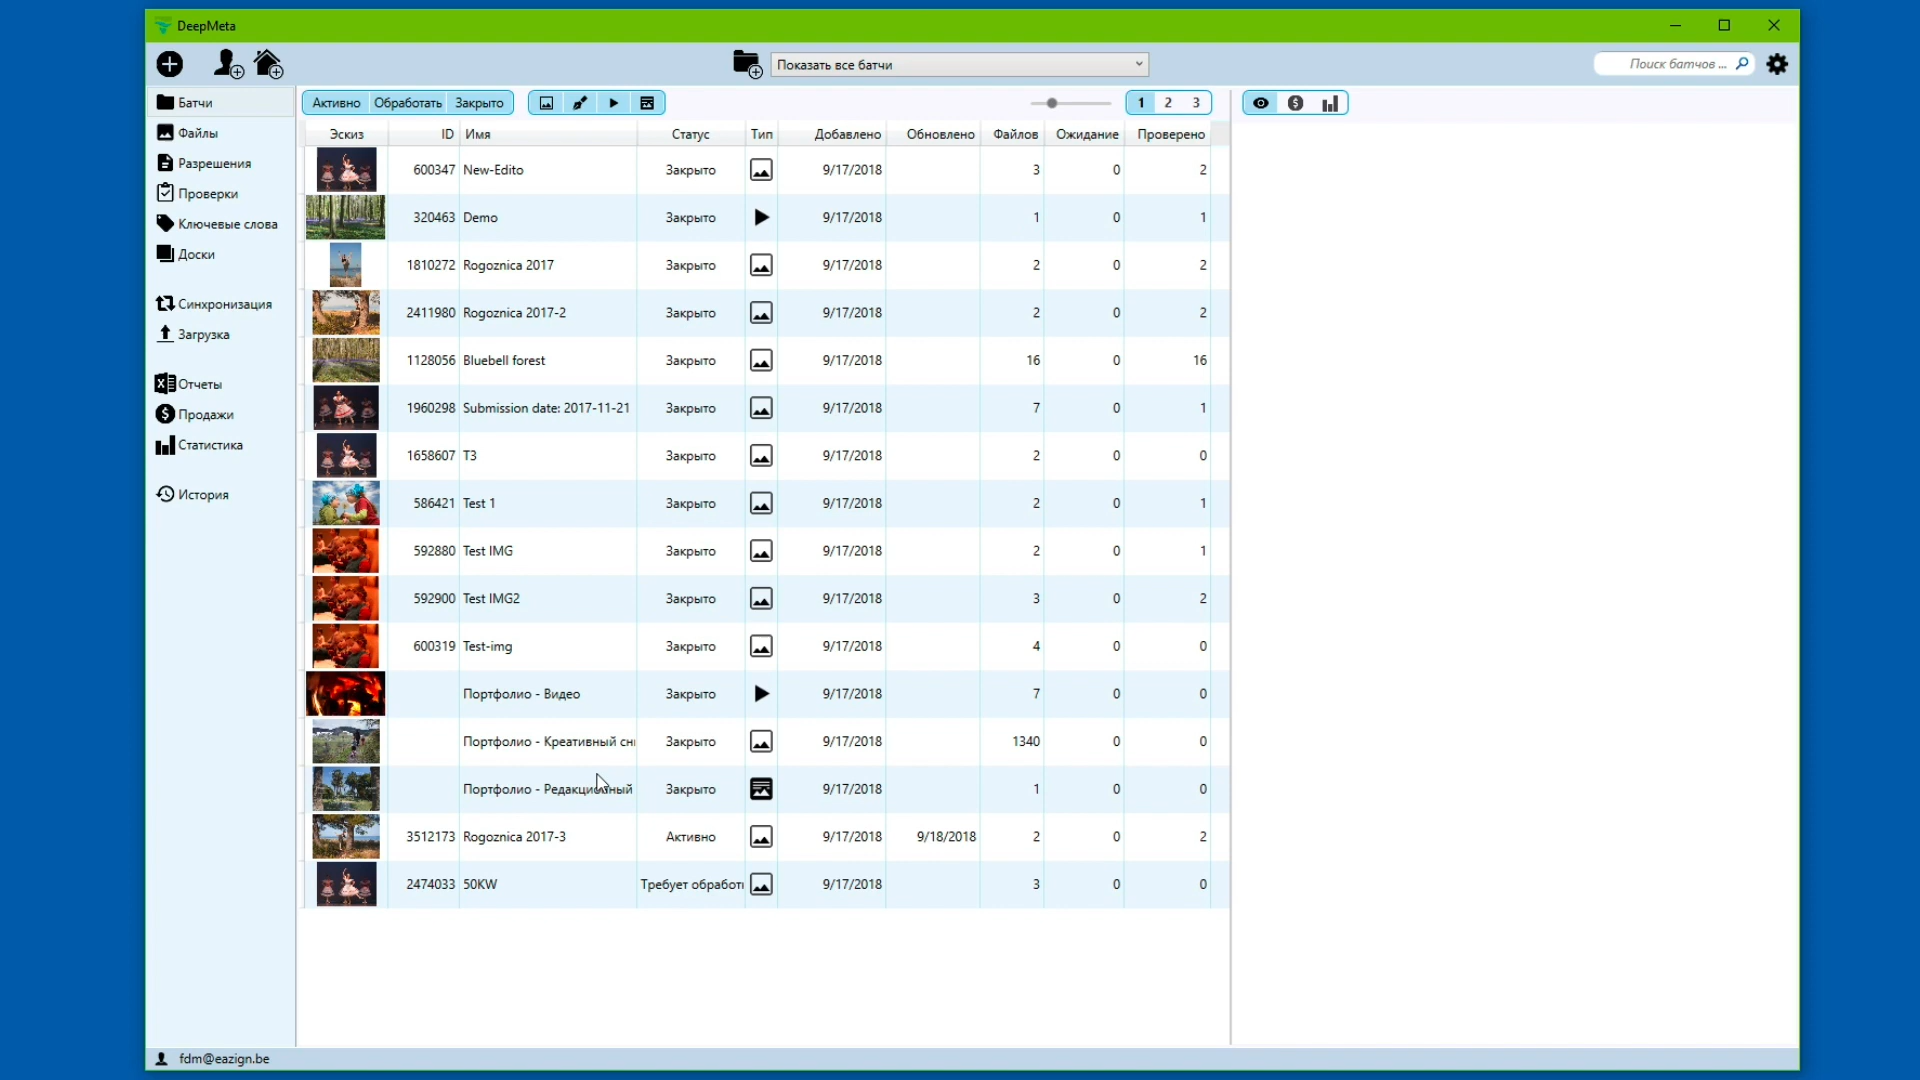 DeepMeta
Показать все батчи
Поиск батчов ...
Батчи
Файлы
Разрешения
Проверки
Ключевые слова
Доски
Синхронизация
Загрузка
Отчеты
Продажи
Статистика
История
Активно Обработать Закрыто 1 2 3
Эскиз ID Имя Статус Тип Добавлено Обновлено Файлов Ожидание Проверено
600347 New-Edito Закрыто 9/17/2018 3 0 2
320463 Demo Закрыто 9/17/2018 1 0 1
1810272 Rogoznica 2017 Закрыто 9/17/2018 2 0 2
2411980 Rogoznica 2017-2 Закрыто 9/17/2018 2 0 2
1128056 Bluebell forest Закрыто 9/17/2018 16 0 16
1960298 Submission date: 2017-11-21 Закрыто 9/17/2018 7 0 1
1658607 T3 Закрыто 9/17/2018 2 0 0
586421 Test 1 Закрыто 9/17/2018 2 0 1
592880 Test IMG Закрыто 9/17/2018 2 0 1
592900 Test IMG2 Закрыто 9/17/2018 3 0 2
600319 Test-img Закрыто 9/17/2018 4 0 0
Портфолио - Видео Закрыто 9/17/2018 7 0 0
Портфолио - Креативный сн Закрыто 9/17/2018 1340 0 0
Портфолио - Редакционный Закрыто 9/17/2018 1 0 0
3512173 Rogoznica 2017-3 Активно 9/17/2018 9/18/2018 2 0 2
2474033 50KW Требует обработ 9/17/2018 3 0 0
fdm@eazign.be